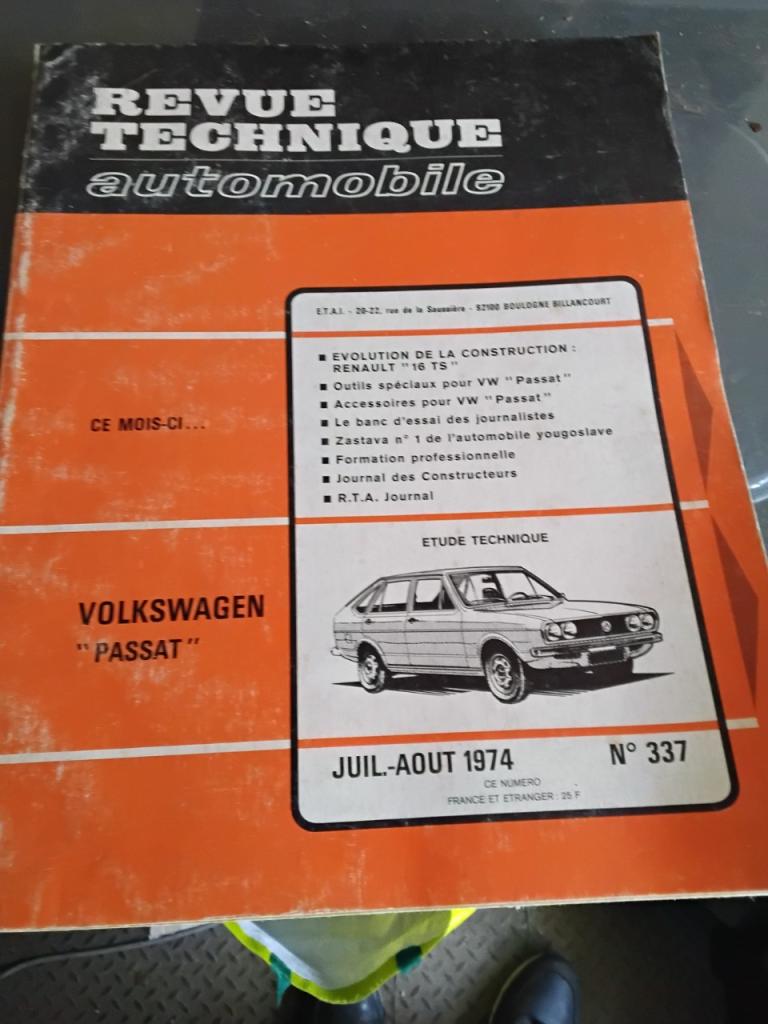 REVUE
TECHNIQUE
automobile
E.T.A.I. - 20-22, rue de la Saussière - 92100 BOULOGNE BILLANCOURT
CE MOIS-CI...
■ EVOLUTION DE LA CONSTRUCTION :
RENAULT "16 TS"
■ Outils spéciaux pour VW "Passat"
■ Accessoires pour VW "Passat"
■ Le banc d'essai des journalistes
■ Zastava n° 1 de l'automobile yougoslave
■ Formation professionnelle
■ Journal des Constructeurs
■ R.T.A. Journal
VOLKSWAGEN
"PASSAT"
ETUDE TECHNIQUE
JUIL.-AOUT 1974 N° 337
CE NUMERO
FRANCE ET ETRANGER : 25 F